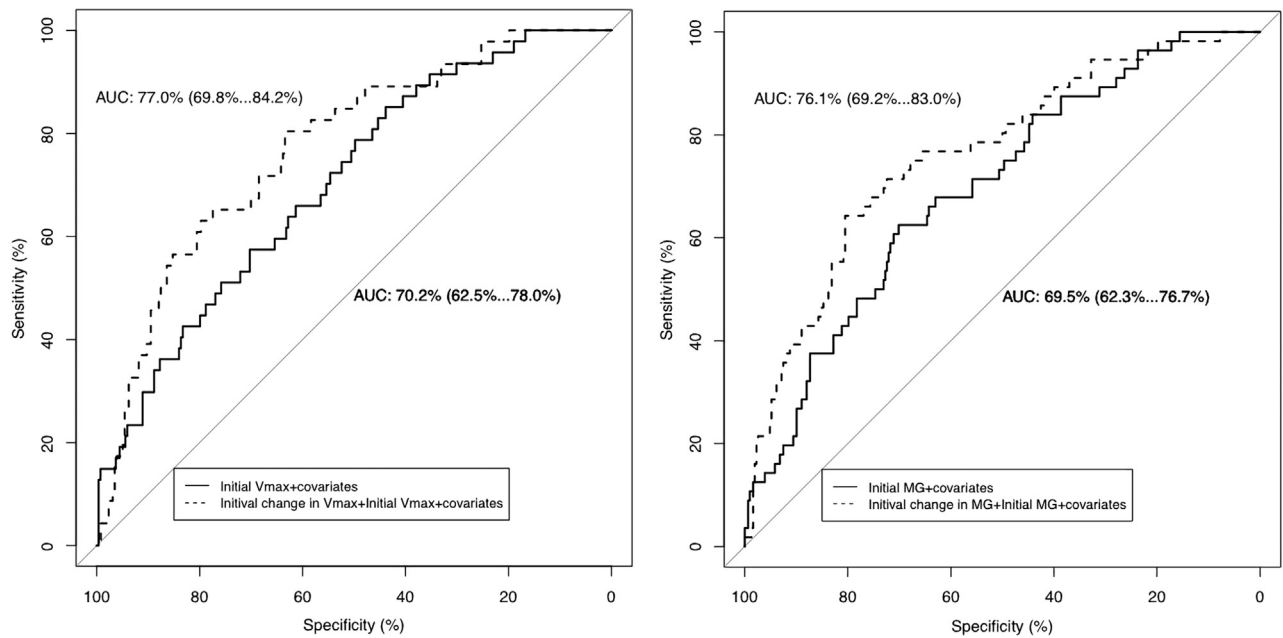 100
80
60
40
20
0
Sensitivity (%)
AUC: 77.0% (69.8%...84.2%)
AUC: 70.2% (62.5%...78.0%)
Initial Vmax+covariates
Initival change in Vmax+Initial Vmax+covariates
100 80 60 40 20 0
Specificity (%)
100
80
60
40
20
0
Sensitivity (%)
AUC: 76.1% (69.2%...83.0%)
AUC: 69.5% (62.3%...76.7%)
Initial MG+covariates
Initival change in MG+Initial MG+covariates
100 80 60 40 20 0
Specificity (%)